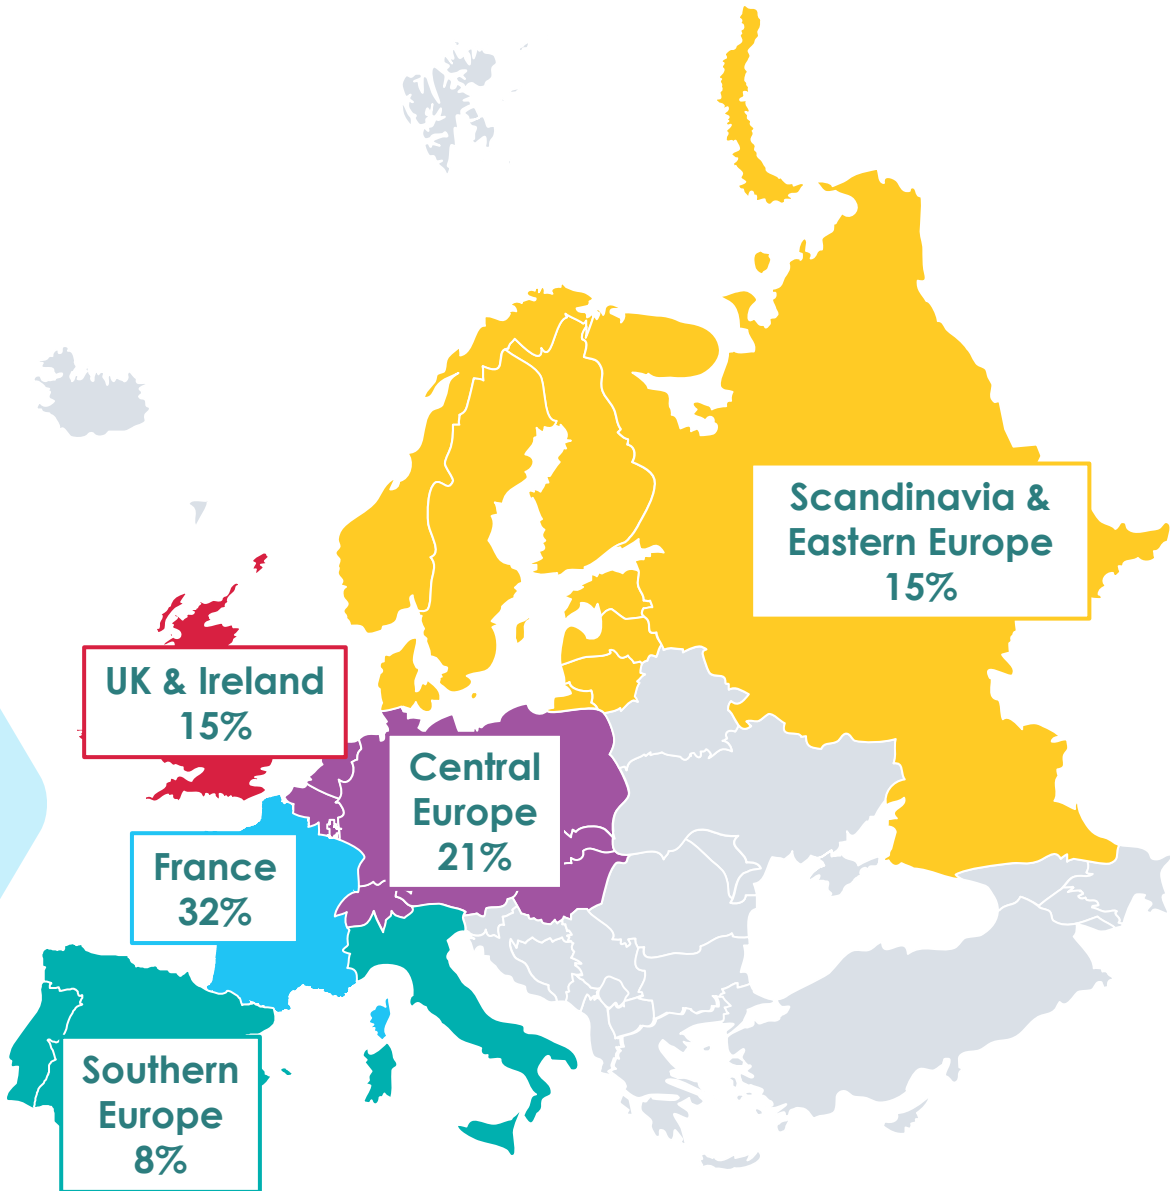 Scandinavia &
Eastern Europe
15%
UK & Ireland
15%
Central
Europe
21%
France
32%
Southern
Europe
8%